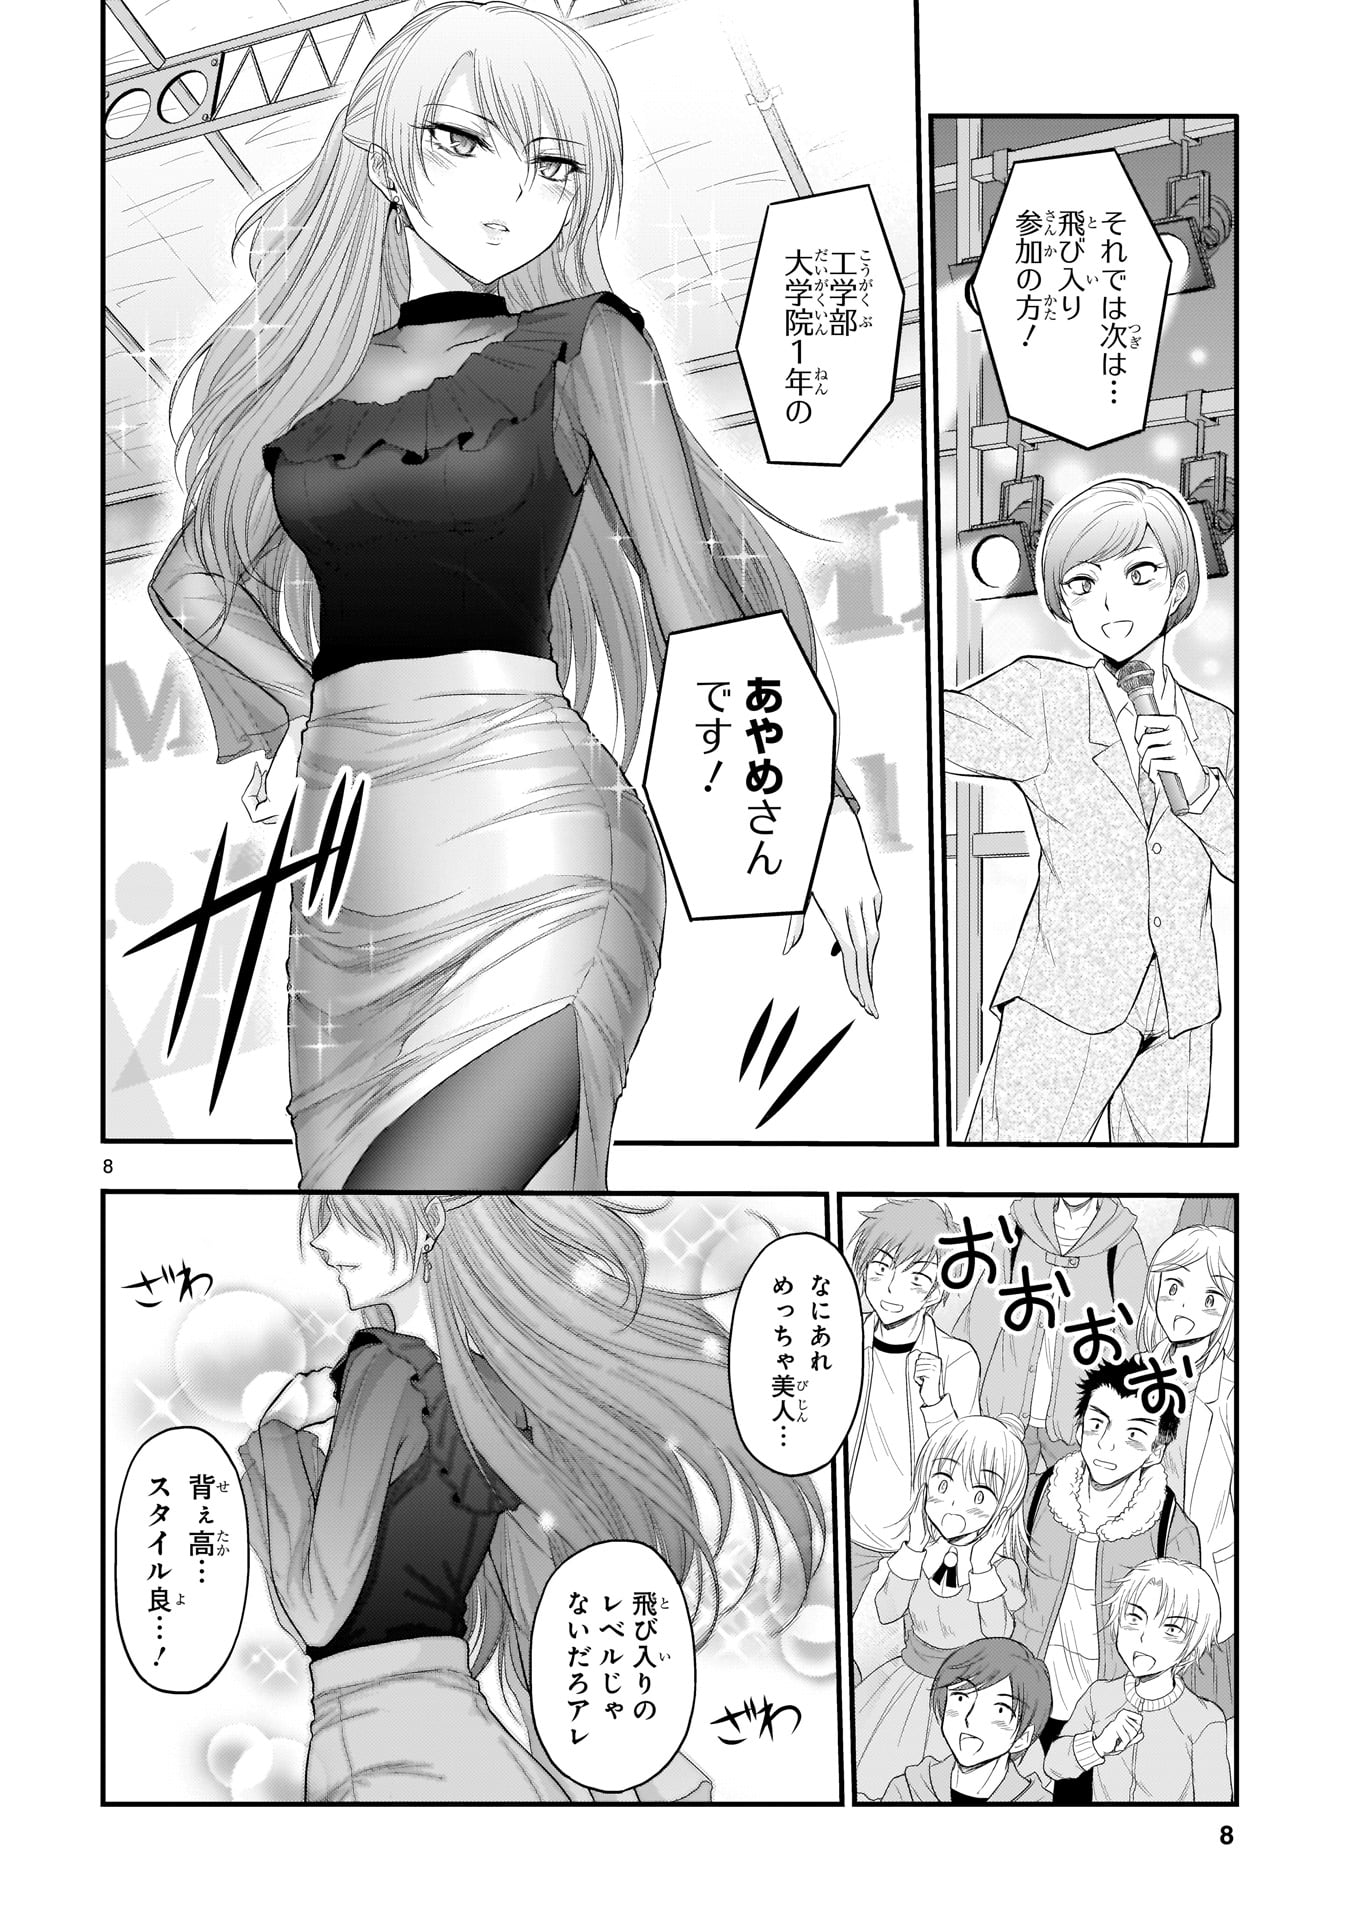 それでは次は…
飛び入り
参加の方！
工学部
大学院1年の
あやめさん
です！
ガッ
おおおおお
なにあれ
めっちゃ美人…
飛び入りの
レベルじゃ
ないだろアレ
背ぇ高…
スタイル良…！
ざわ
ざわ
8
8